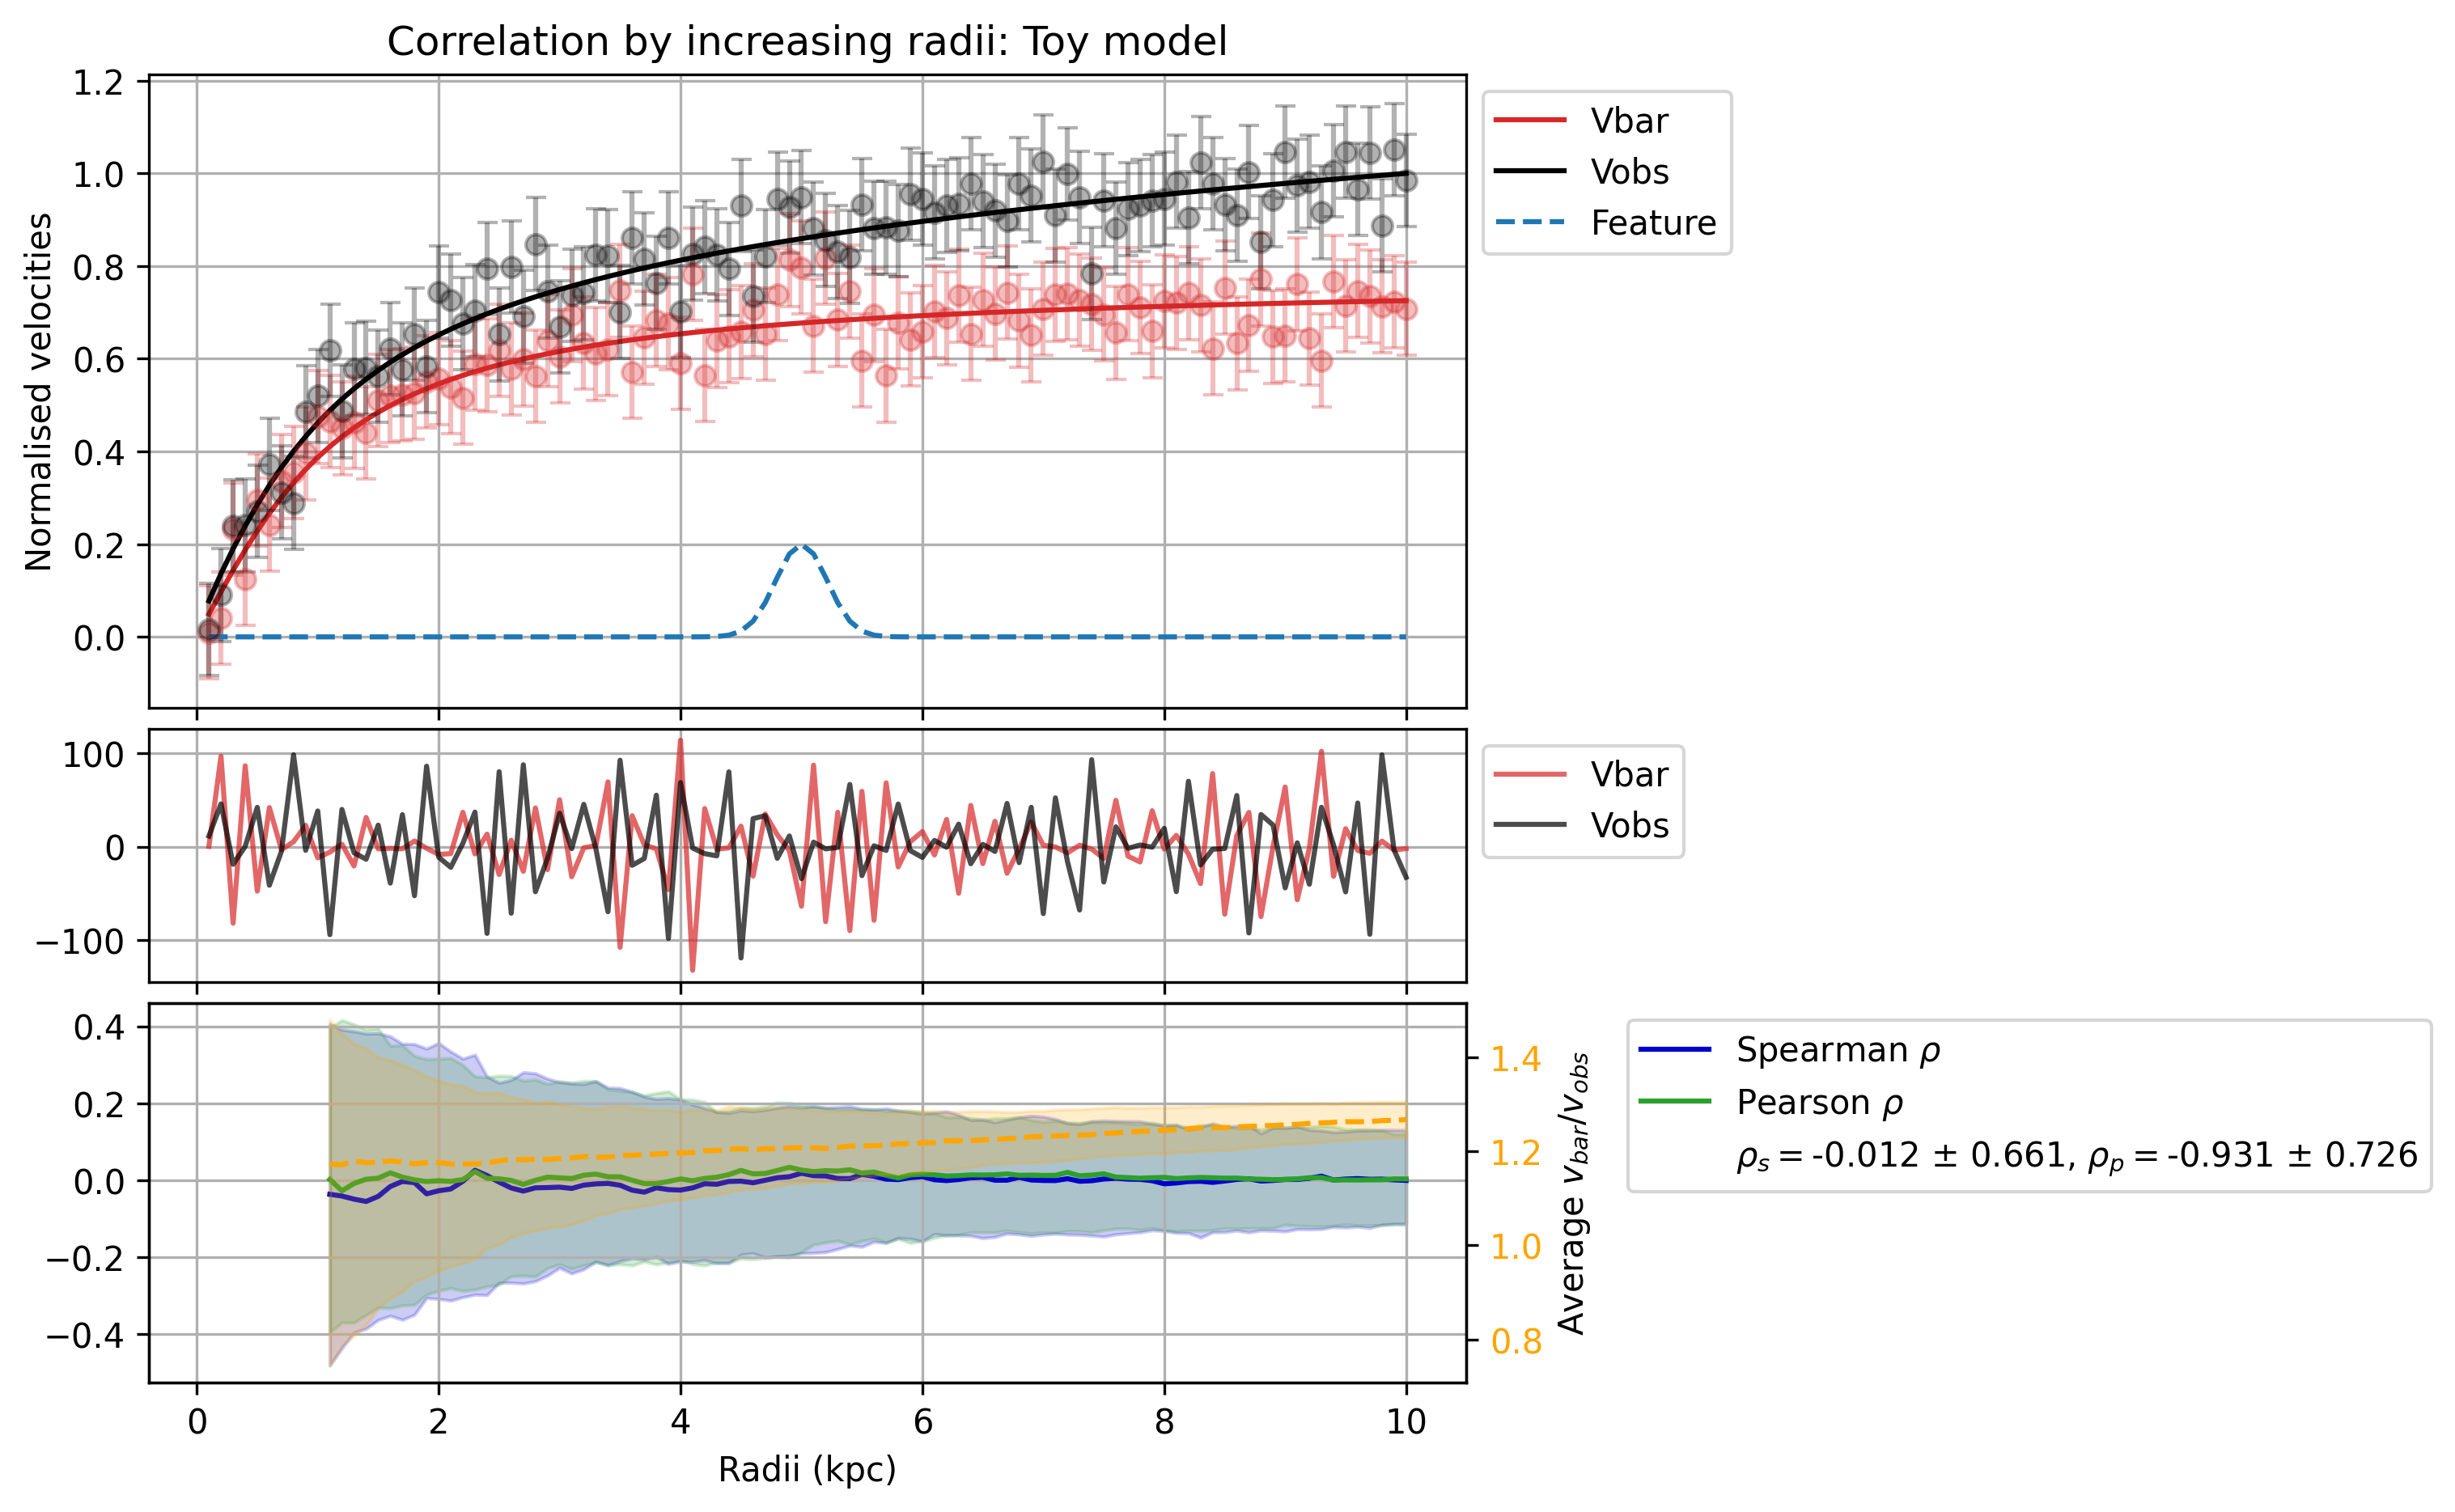 Correlation by increasing radii: Toy model
Normalised velocities
1.2
1.0
0.8
0.6
0.4
0.2
0.0
Vbar
Vobs
Feature
100
0
−100
Vbar
Vobs
0.4
0.2
0.0
−0.2
−0.4
1.4
1.2
1.0
0.8
Average v_bar/v_obs
Spearman ρ
Pearson ρ
ρ_s = -0.012 ± 0.661, ρ_p = -0.931 ± 0.726
0 2 4 6 8 10
Radii (kpc)